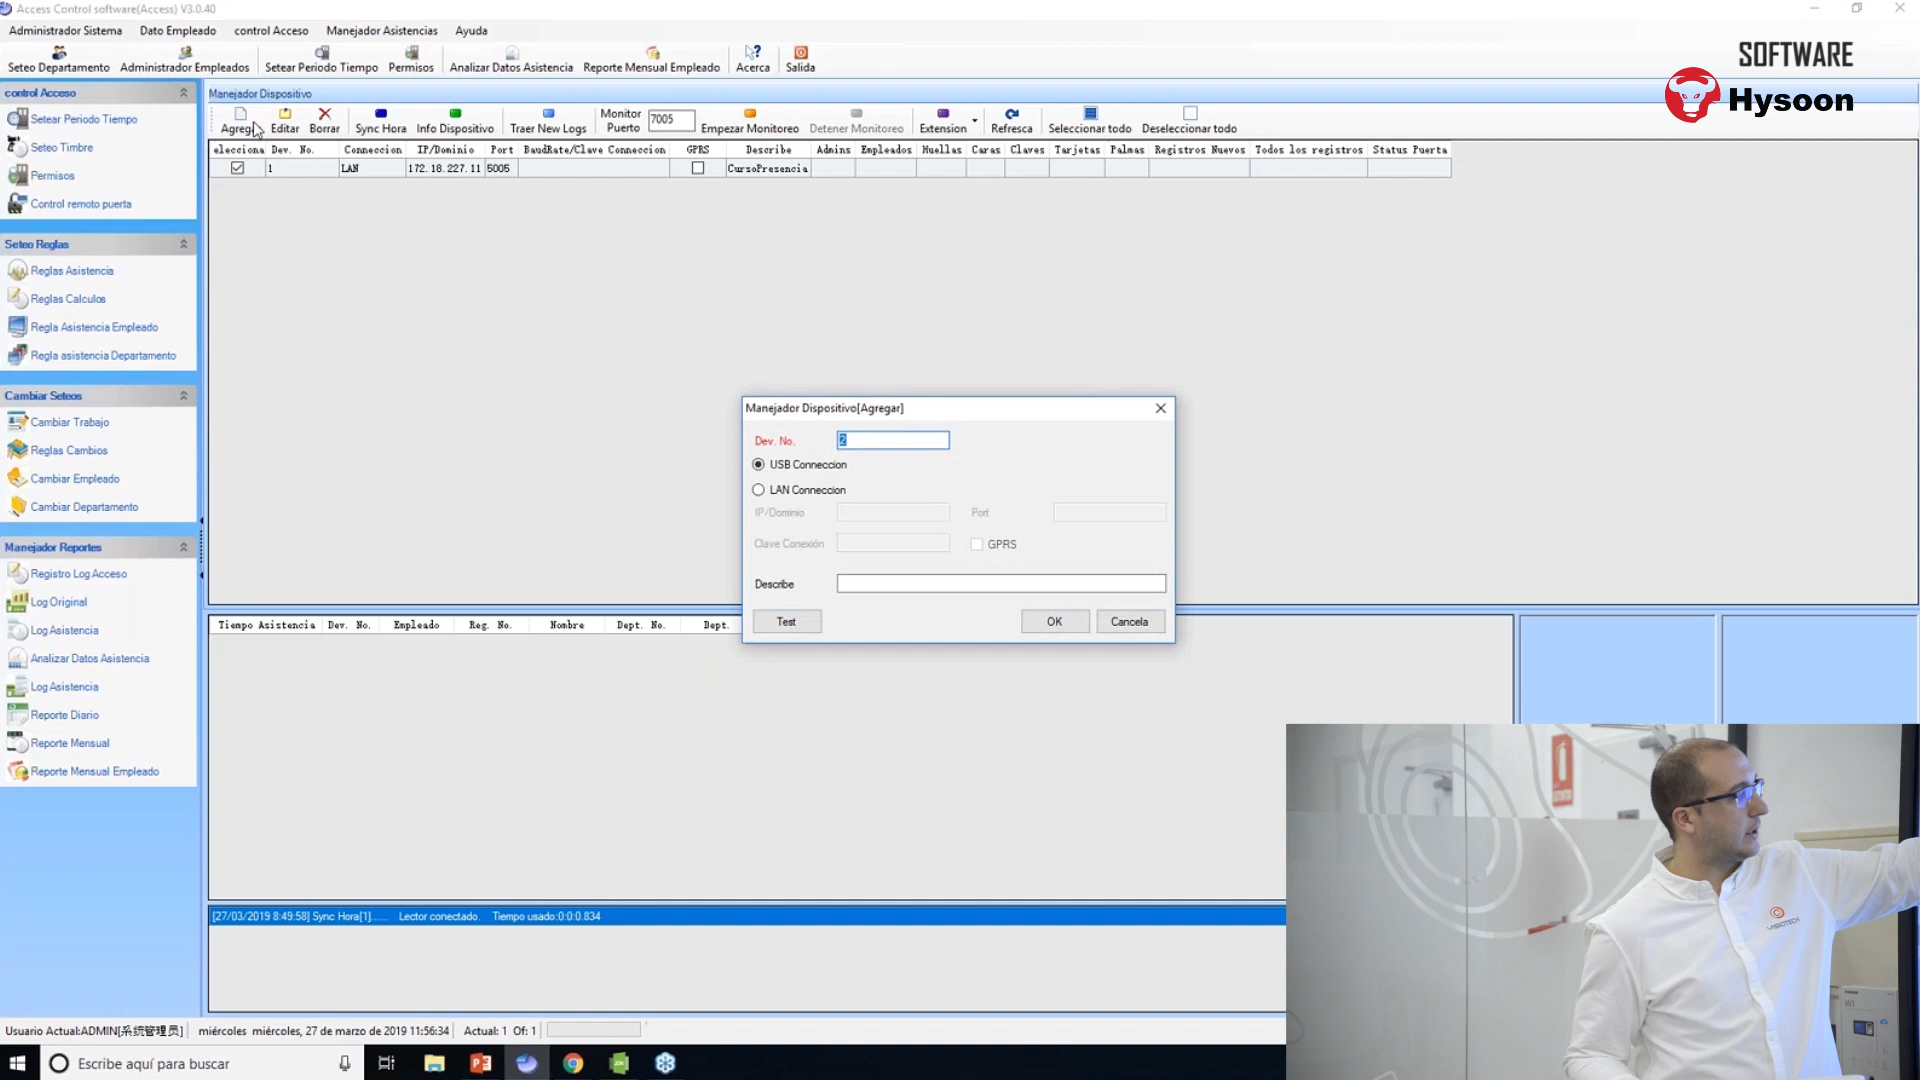 Access Control software(Access) V3.0.40
SOFTWARE
Hysoon
Administrador Sistema Dato Empleado control Acceso Manejador Asistencias Ayuda
Seteo Departamento Administrador Empleados Setear Periodo Tiempo Permisos Analizar Datos Asistencia Reporte Mensual Empleado Acerca Salida
control Acceso
Setear Periodo Tiempo
Seteo Timbre
Permisos
Control remoto puerta
Seteo Reglas
Reglas Asistencia
Reglas Calculos
Regla Asistencia Empleado
Regla asistencia Departamento
Cambiar Seteos
Cambiar Trabajo
Reglas Cambios
Cambiar Empleado
Cambiar Departamento
Manejador Reportes
Registro Log Acceso
Log Original
Log Asistencia
Analizar Datos Asistencia
Log Asistencia
Reporte Diario
Reporte Mensual
Reporte Mensual Empleado
Manejador Dispositivo
Agrega Editar Borrar Sync Hora Info Dispositivo Traer New Logs Monitor Puerto 7005 Empezar Monitoreo Detener Monitoreo Extension Refresca Seleccionar todo Deseleccionar todo
elecciona Dev. No. Conneccion IP/Dominio Port BaudRate/Clave Conneccion GPRS Describe Admins Empleados Huellas Caras Claves Tarjetas Palmas Registros Nuevos Todos los registros Status Puerta
1 LAN 172.18.227.11 5005 CursoPresencia
Manejador Dispositivo[Agregar]
Dev. No. 2
USB Conneccion
LAN Conneccion
IP/Dominio Port
Clave Conexión GPRS
Describe
Test OK Cancela
Tiempo Asistencia Dev. No. Empleado Reg. No. Nombre Dept. No. Dept.
[27/03/2019 8:49:58] Sync Hora[1]...... Lector conectado. Tiempo usado:0:0:0.834
VISIOTECH
Usuario Actual:ADMIN[系统管理员] miércoles miércoles, 27 de marzo de 2019 11:56:34 Actual: 1 Of: 1
Escribe aquí para buscar